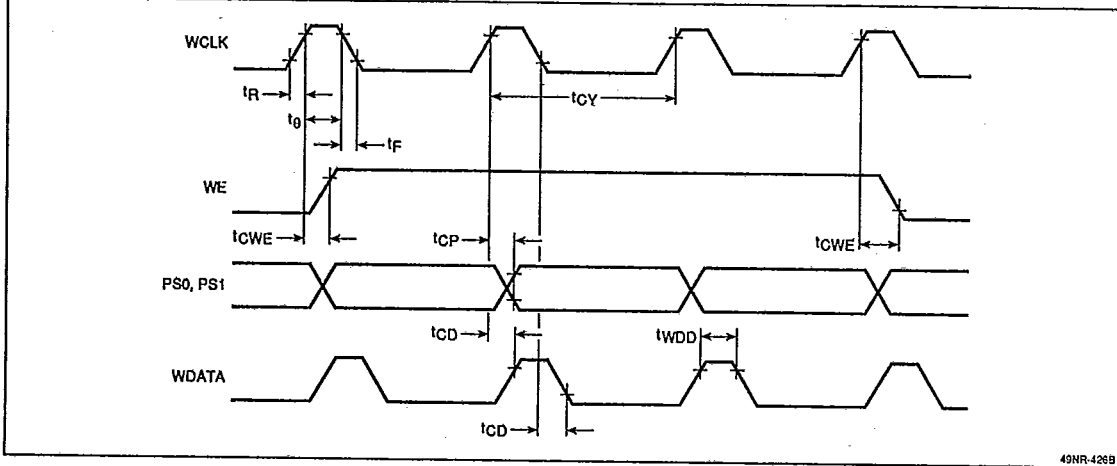 WCLK
tR
tCY
tθ
tF
WE
tCWE
tCP
tCWE
PS0, PS1
tCD
tWDD
WDATA
tCD
49NR-426B